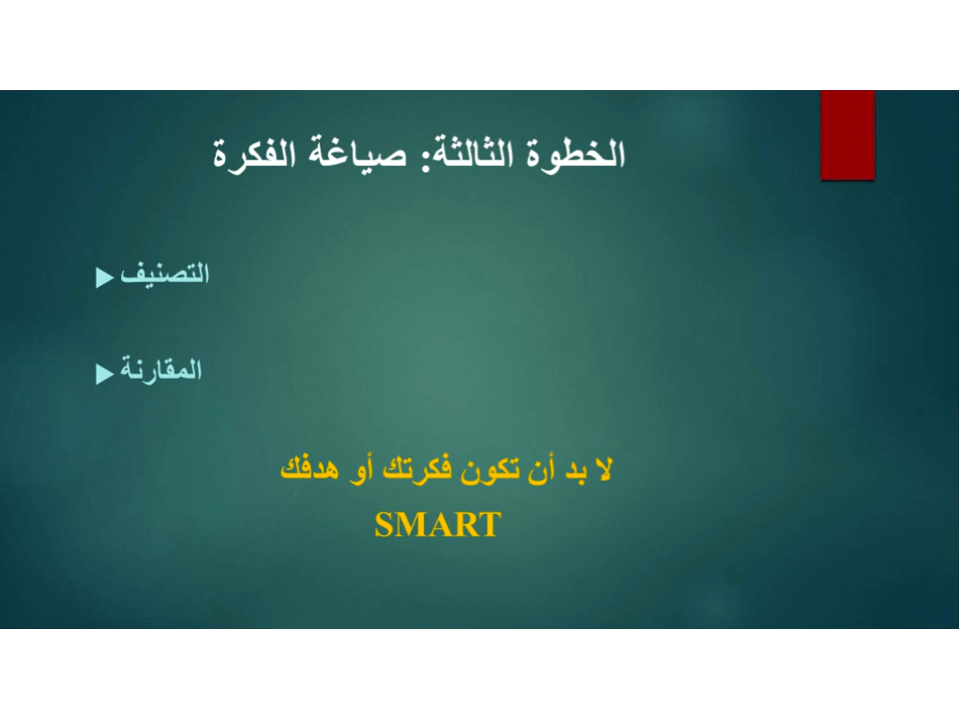 الخطوة الثالثة: صياغة الفكرة
التصنيف
المقارنة
لا بد أن تكون فكرتك أو هدفك
SMART